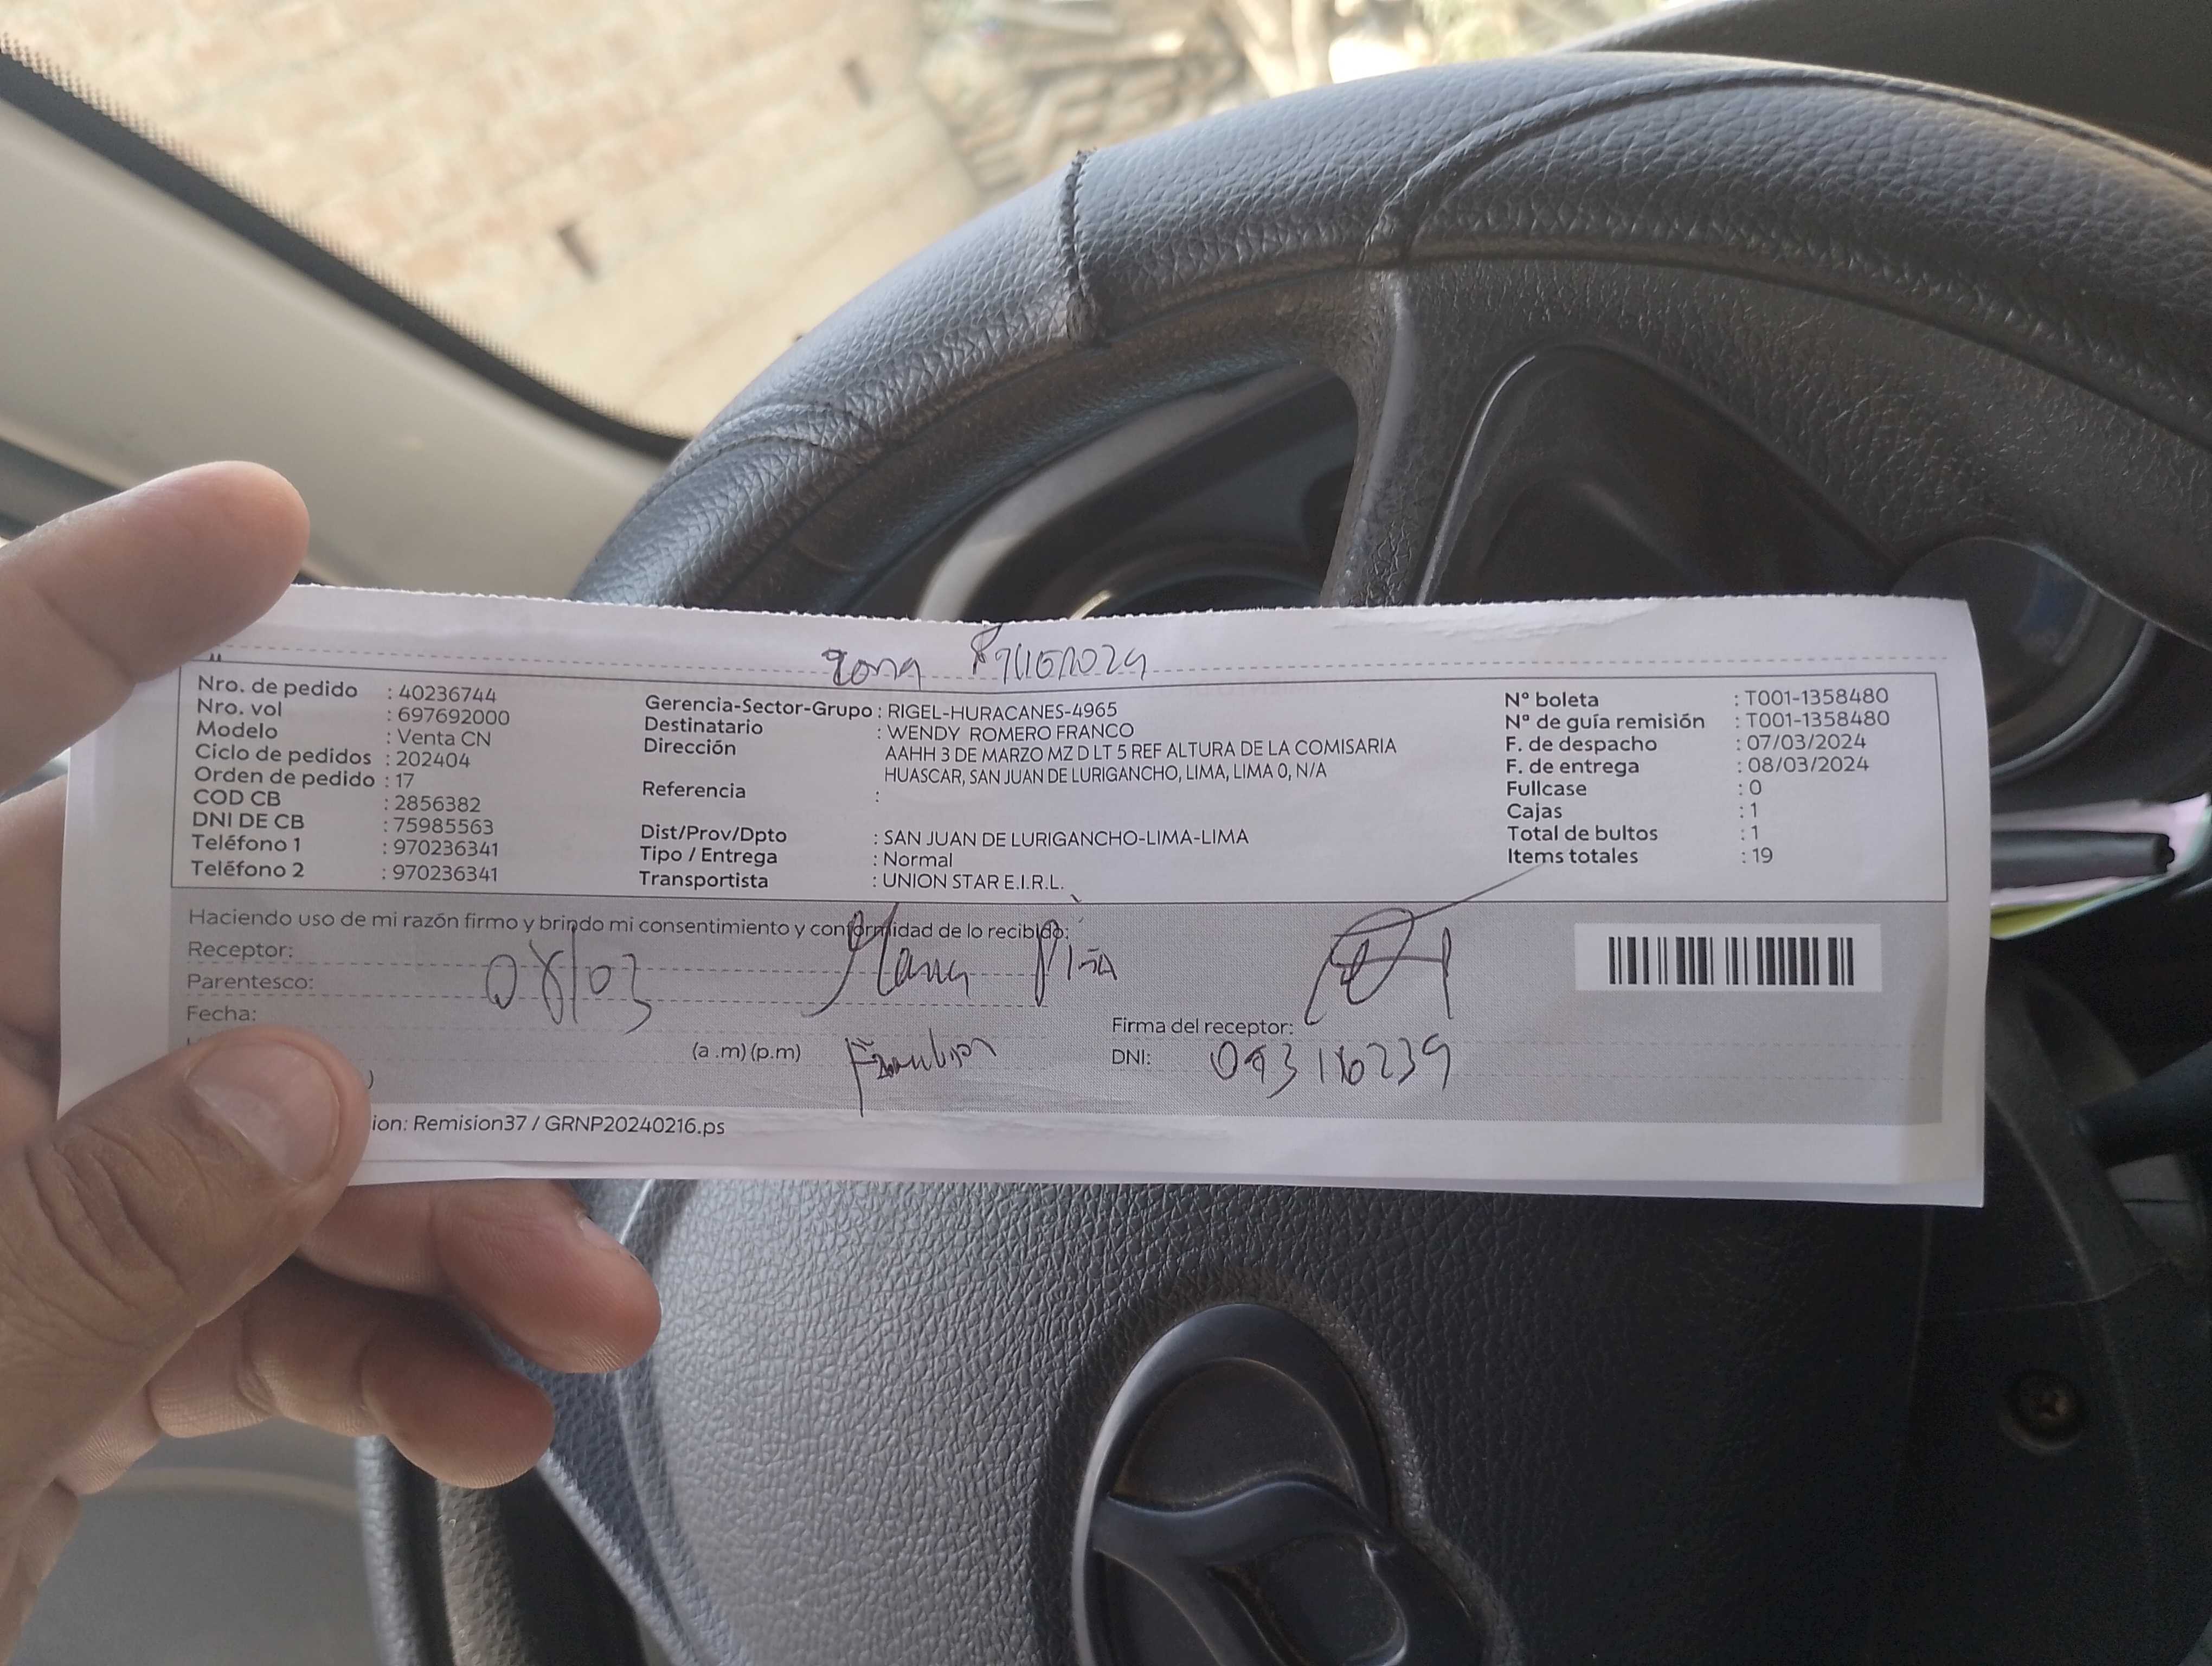 Zona
Nro. de pedido : 40236744
Nro. vol : 697692000
Modelo : Venta CN
Ciclo de pedidos : 202404
Orden de pedido : 17
COD CB : 2856382
DNI DE CB : 75985563
Teléfono 1 : 970236341
Teléfono 2 : 970236341
Gerencia-Sector-Grupo : RIGEL-HURACANES-4965
Destinatario : WENDY ROMERO FRANCO
Dirección : AAHH 3 DE MARZO MZ D LT 5 REF ALTURA DE LA COMISARIA
HUASCAR, SAN JUAN DE LURIGANCHO, LIMA, LIMA 0, N/A
Referencia :
Dist/Prov/Dpto : SAN JUAN DE LURIGANCHO-LIMA-LIMA
Tipo / Entrega : Normal
Transportista : UNION STAR E.I.R.L.
Nº boleta : T001-1358480
Nº de guía remisión : T001-1358480
F. de despacho : 07/03/2024
F. de entrega : 08/03/2024
Fullcase : 0
Cajas : 1
Total de bultos : 1
Items totales : 19
Haciendo uso de mi razón firmo y brindo mi consentimiento y conformidad de lo recibido:
Receptor:
Parentesco:
08/03
Fecha:
Firma del receptor:
(a .m) (p.m)
DNI:
ion: Remision37 / GRNP20240216.ps